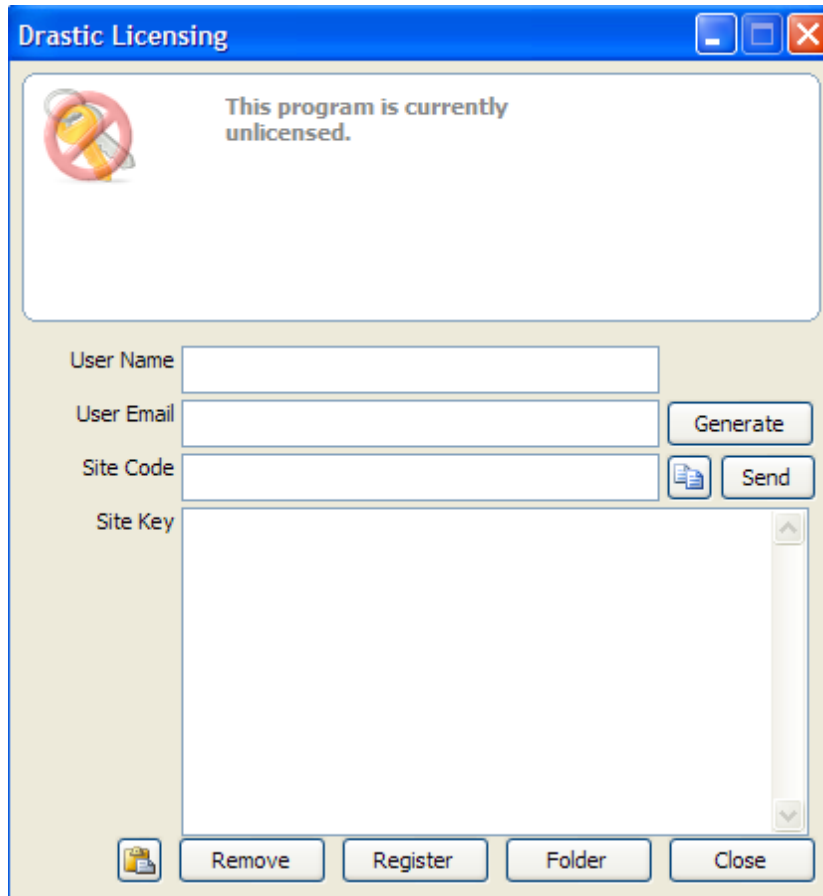 Drastic Licensing
This program is currently
unlicensed.
User Name
User Email
Generate
Site Code
Send
Site Key
Remove
Register
Folder
Close